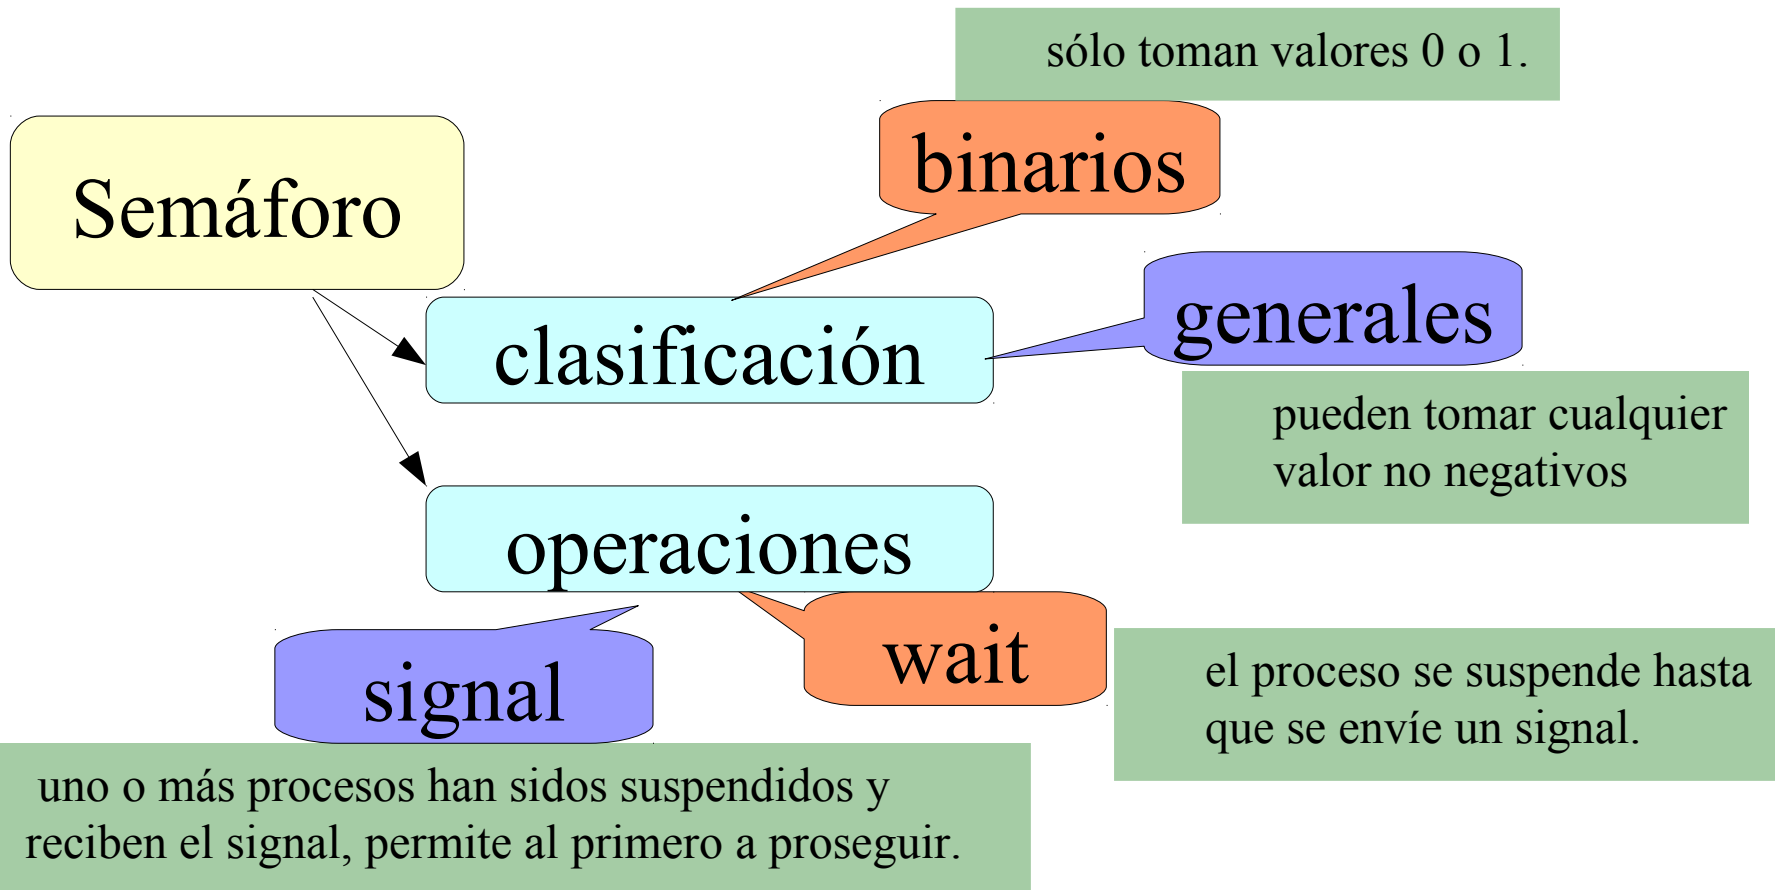 sólo toman valores 0 o 1.
binarios
Semáforo
generales
clasificación
pueden tomar cualquier
valor no negativos
operaciones
wait
signal
el proceso se suspende hasta
que se envíe un signal.
uno o más procesos han sidos suspendidos y
reciben el signal, permite al primero a proseguir.